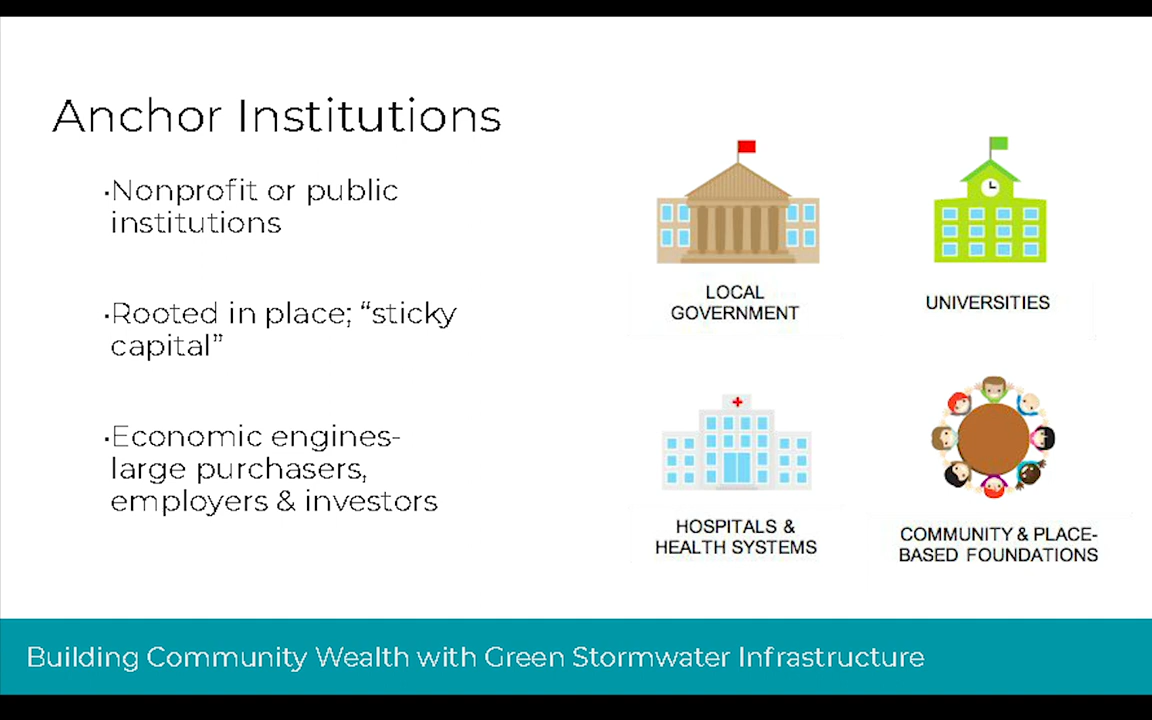 Anchor Institutions
·Nonprofit or public
institutions
·Rooted in place; “sticky
capital”
·Economic engines-
large purchasers,
employers & investors
LOCAL
GOVERNMENT
UNIVERSITIES
HOSPITALS &
HEALTH SYSTEMS
COMMUNITY & PLACE-
BASED FOUNDATIONS
Building Community Wealth with Green Stormwater Infrastructure